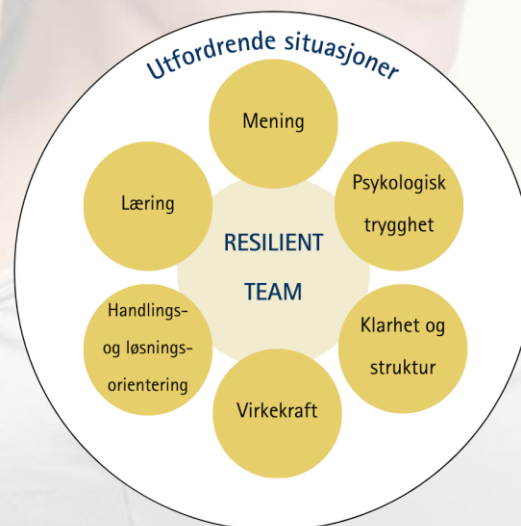 Utfordrende situasjoner
Mening
Psykologisk
trygghet
Klarhet og
struktur
Virkekraft
Handlings-
og løsnings-
orientering
Læring
RESILIENT
TEAM